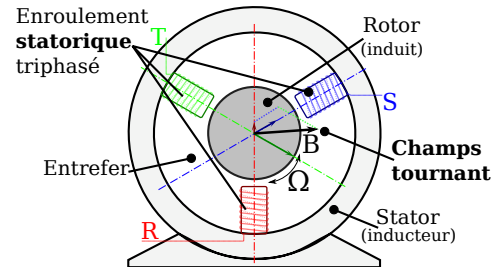 Enroulement
statorique
triphasé
T
Rotor
(induit)
S
B
Champs
tournant
Entrefer
Ω
R
Stator
(inducteur)